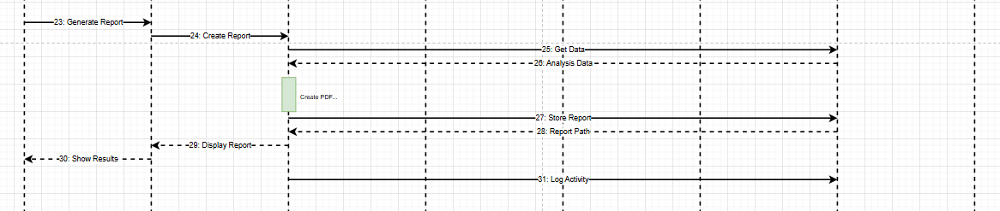 23: Generate Report
24: Create Report
25: Get Data
26: Analysis Data
Create PDF...
27: Store Report
28: Report Path
29: Display Report
30: Show Results
31: Log Activity